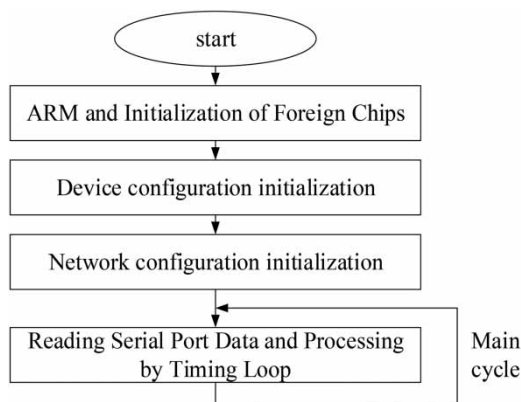 start
ARM and Initialization of Foreign Chips
Device configuration initialization
Network configuration initialization
Reading Serial Port Data and Processing
by Timing Loop
Main
cycle